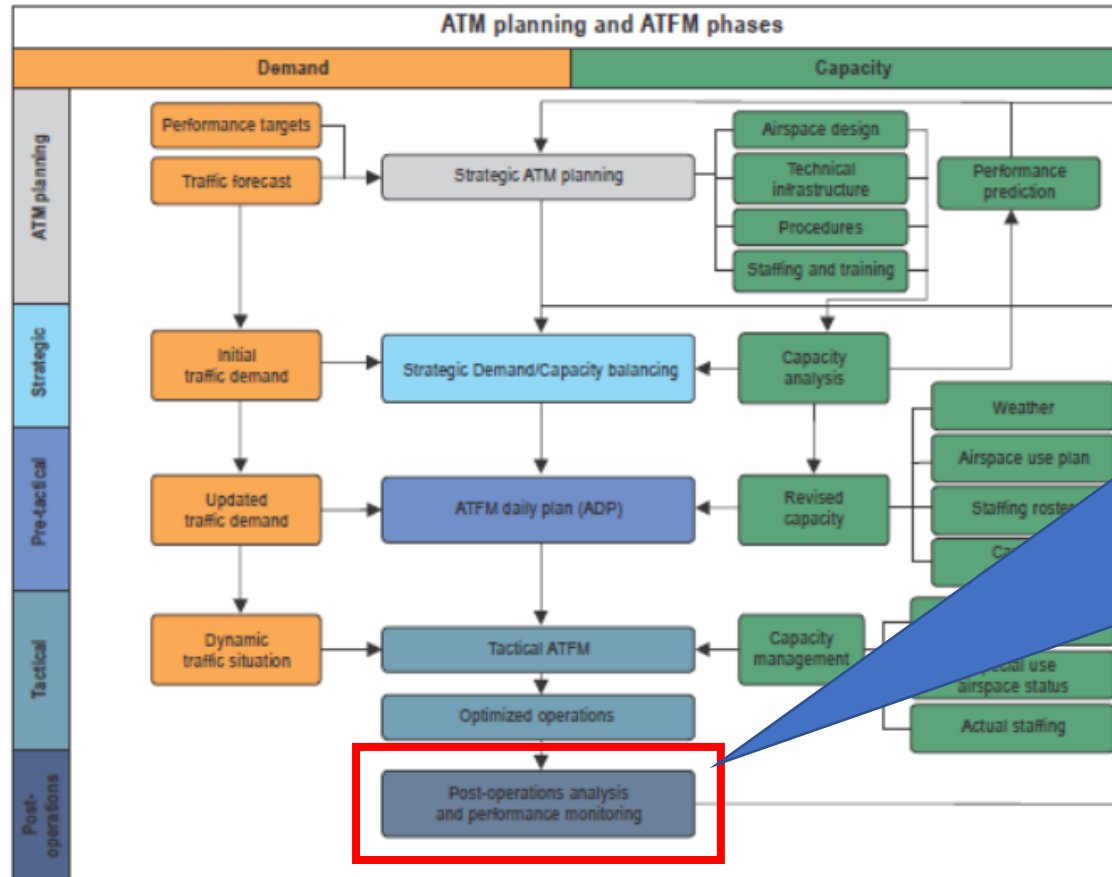 ATM planning and ATFM phases
Demand
Capacity
ATM planning
Performance targets
Traffic forecast
Strategic ATM planning
Airspace design
Technical
infrastructure
Procedures
Staffing and training
Performance
prediction
Strategic
Initial
traffic demand
Strategic Demand/Capacity balancing
Capacity
analysis
Weather
Airspace use plan
Pre-tactical
Updated
traffic demand
ATFM daily plan (ADP)
Revised
capacity
Staffing roster
Tactical
Dynamic
traffic situation
Tactical ATFM
Capacity
management
use
airspace status
Optimized operations
Actual staffing
Post-
operations
Post-operations analysis
and performance monitoring